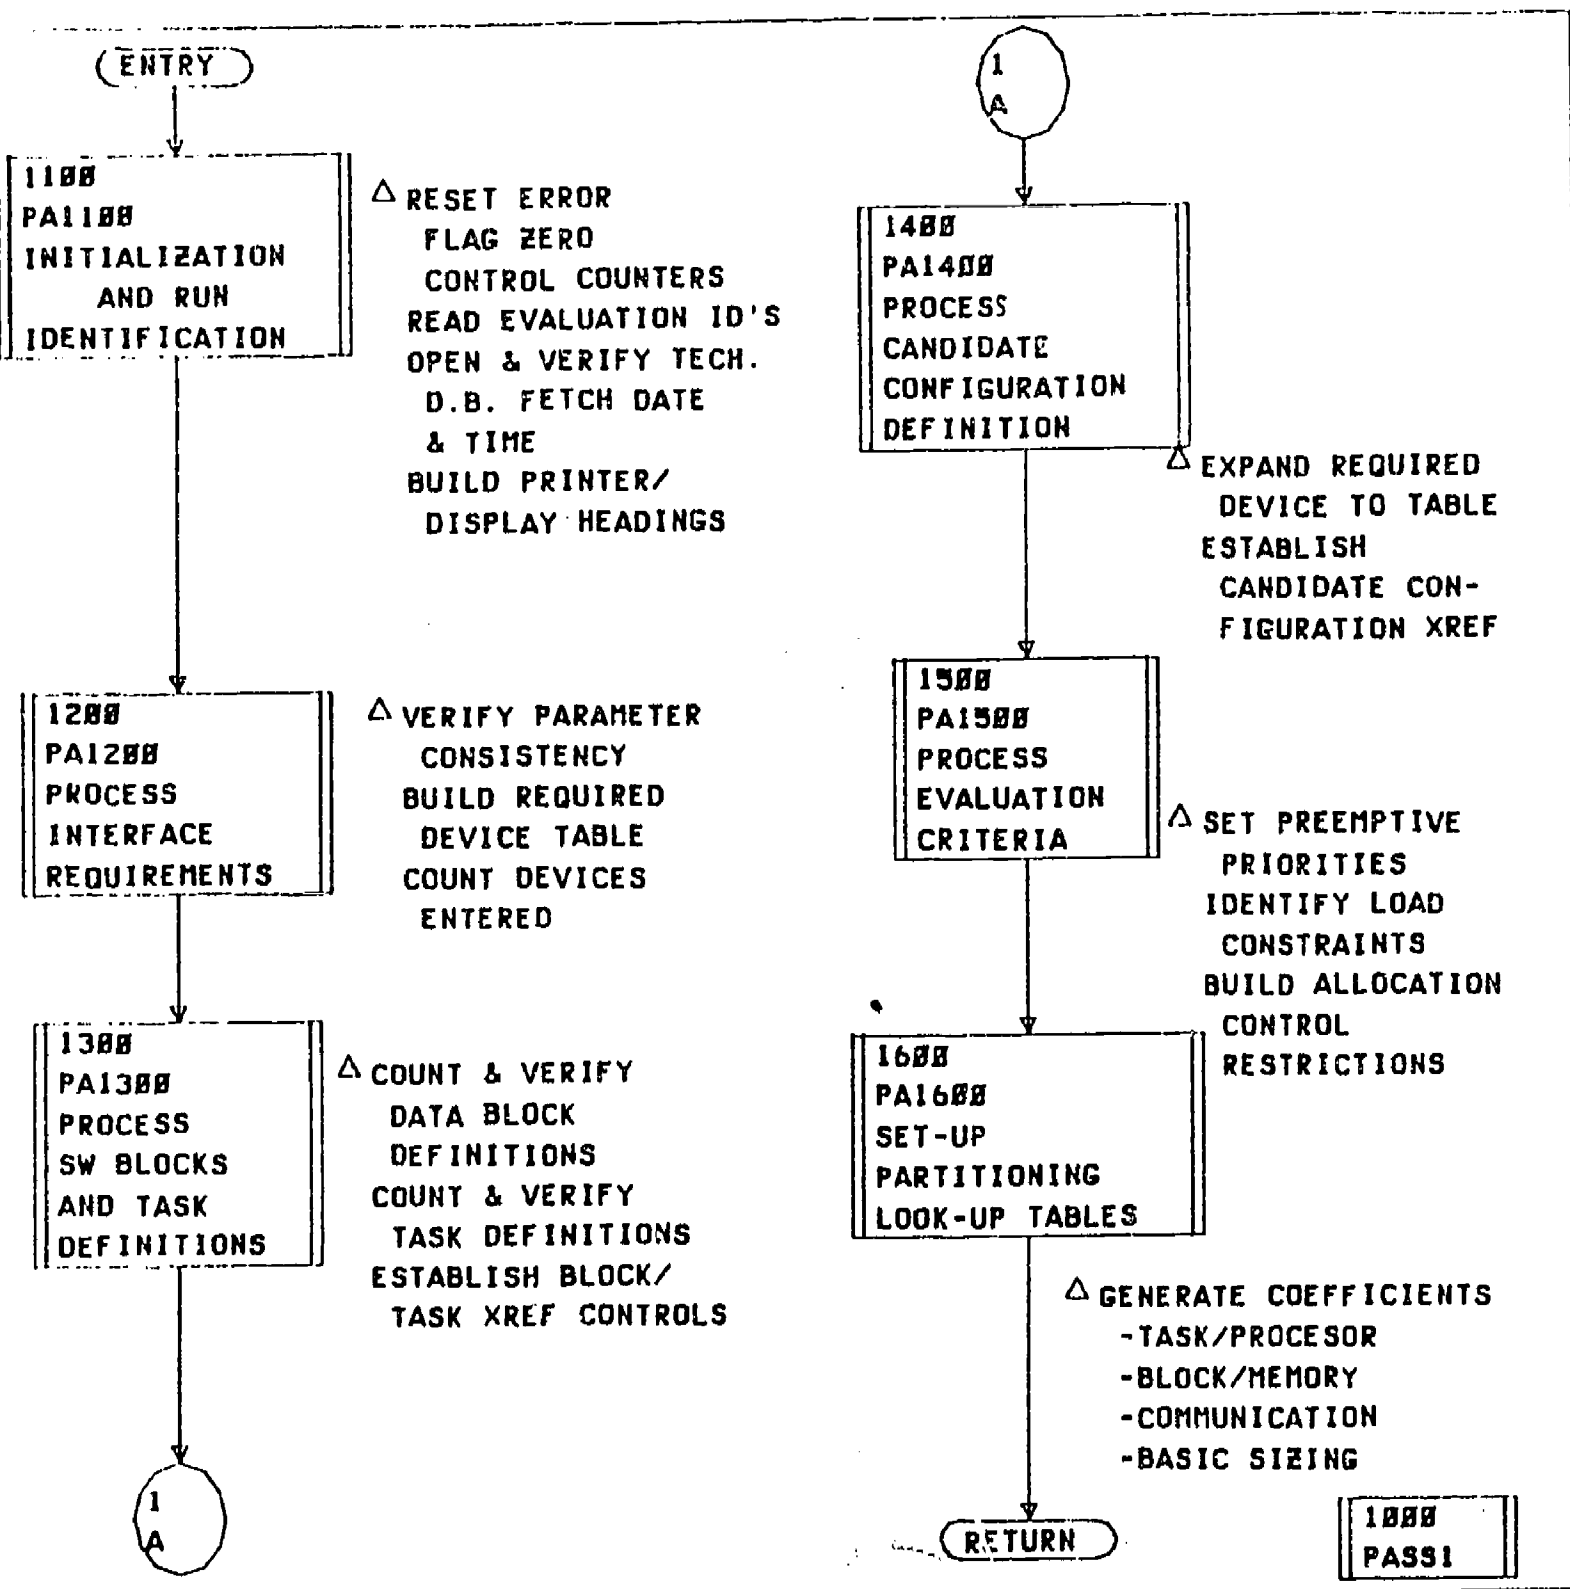 ENTRY
1100
PA1100
INITIALIZATION
AND RUN
IDENTIFICATION
△ RESET ERROR
FLAG ZERO
CONTROL COUNTERS
READ EVALUATION ID'S
OPEN & VERIFY TECH.
D.B. FETCH DATE
& TIME
BUILD PRINTER/
DISPLAY HEADINGS
1200
PA1200
PROCESS
INTERFACE
REQUIREMENTS
△ VERIFY PARAMETER
CONSISTENCY
BUILD REQUIRED
DEVICE TABLE
COUNT DEVICES
ENTERED
1300
PA1300
PROCESS
SW BLOCKS
AND TASK
DEFINITIONS
△ COUNT & VERIFY
DATA BLOCK
DEFINITIONS
COUNT & VERIFY
TASK DEFINITIONS
ESTABLISH BLOCK/
TASK XREF CONTROLS
1
A
1
A
1400
PA1400
PROCESS
CANDIDATE
CONFIGURATION
DEFINITION
△ EXPAND REQUIRED
DEVICE TO TABLE
ESTABLISH
CANDIDATE CON-
FIGURATION XREF
1500
PA1500
PROCESS
EVALUATION
CRITERIA
△ SET PREEMPTIVE
PRIORITIES
IDENTIFY LOAD
CONSTRAINTS
BUILD ALLOCATION
CONTROL
RESTRICTIONS
1600
PA1600
SET-UP
PARTITIONING
LOOK-UP TABLES
△ GENERATE COEFFICIENTS
-TASK/PROCESOR
-BLOCK/MEMORY
-COMMUNICATION
-BASIC SIZING
RETURN
1000
PASS1